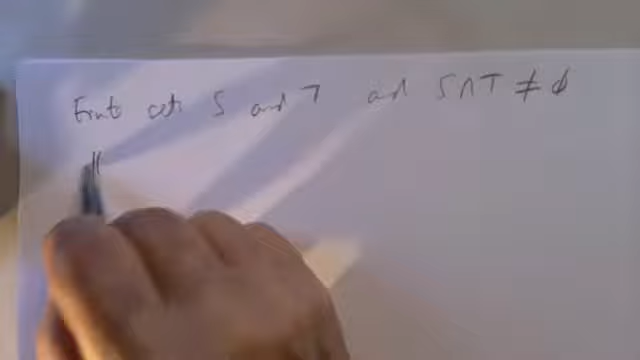 Finite sets S and T and S∩T ≠ ∅